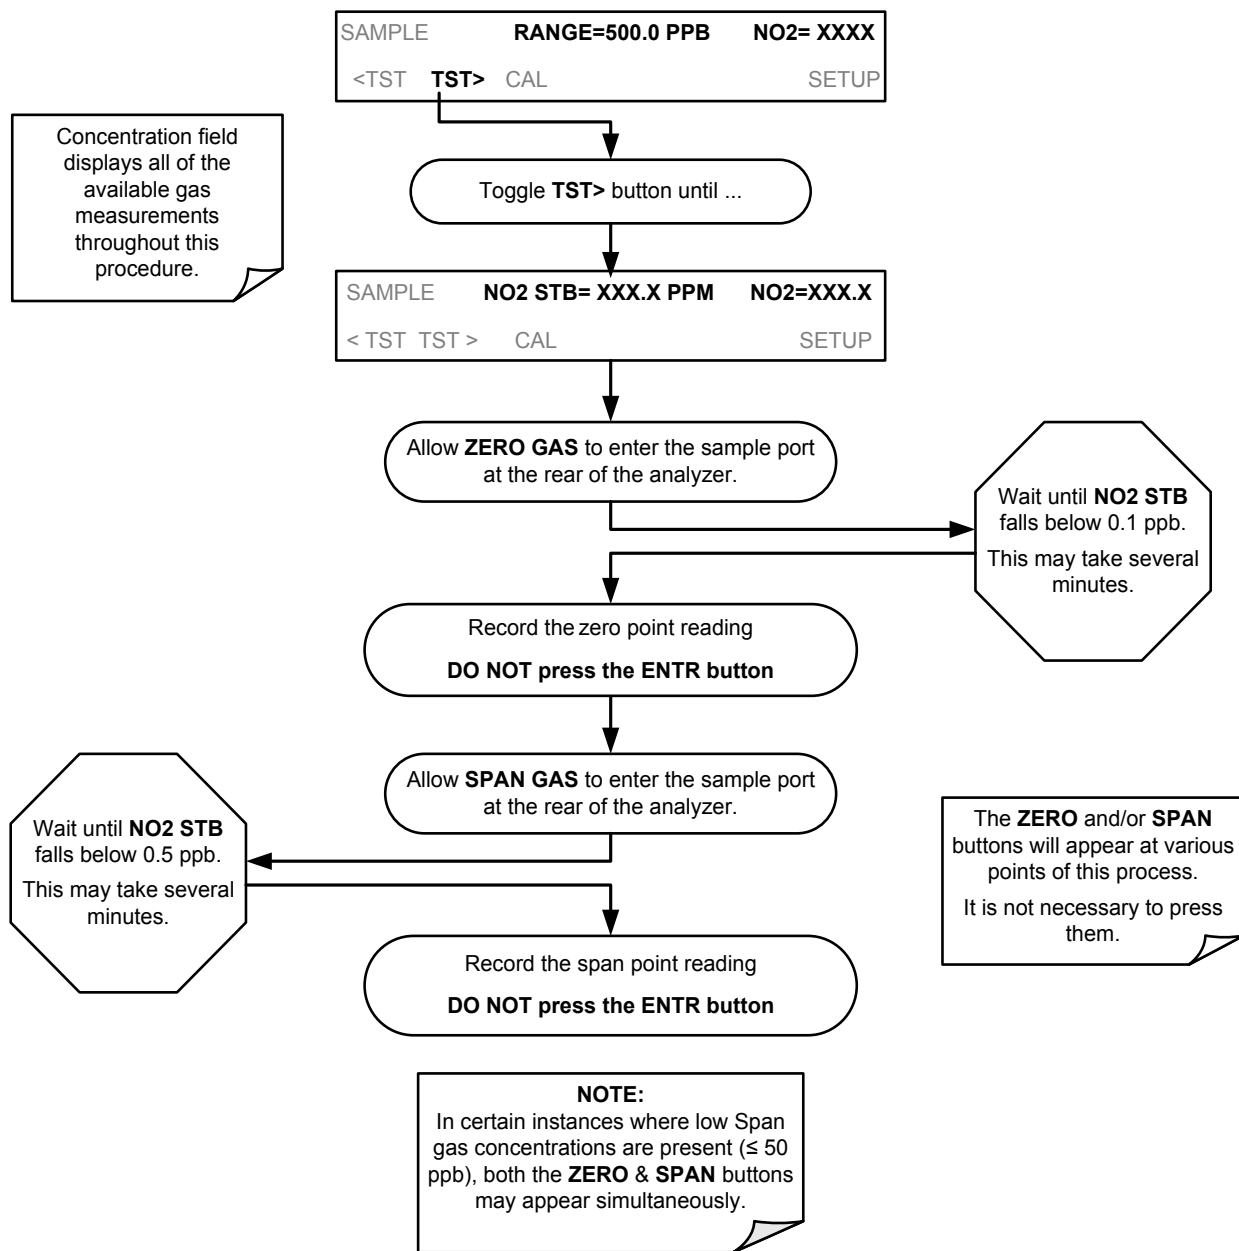 SAMPLE RANGE=500.0 PPB NO2= XXXX
<TST TST> CAL SETUP
Concentration field
displays all of the
available gas
measurements
throughout this
procedure.
Toggle TST> button until ...
SAMPLE NO2 STB= XXX.X PPM NO2=XXX.X
< TST TST > CAL SETUP
Allow ZERO GAS to enter the sample port
at the rear of the analyzer.
Wait until NO2 STB
falls below 0.1 ppb.
This may take several
minutes.
Record the zero point reading
DO NOT press the ENTR button
Allow SPAN GAS to enter the sample port
at the rear of the analyzer.
Wait until NO2 STB
falls below 0.5 ppb.
This may take several
minutes.
The ZERO and/or SPAN
buttons will appear at various
points of this process.
It is not necessary to press
them.
Record the span point reading
DO NOT press the ENTR button
NOTE:
In certain instances where low Span
gas concentrations are present (≤ 50
ppb), both the ZERO & SPAN buttons
may appear simultaneously.